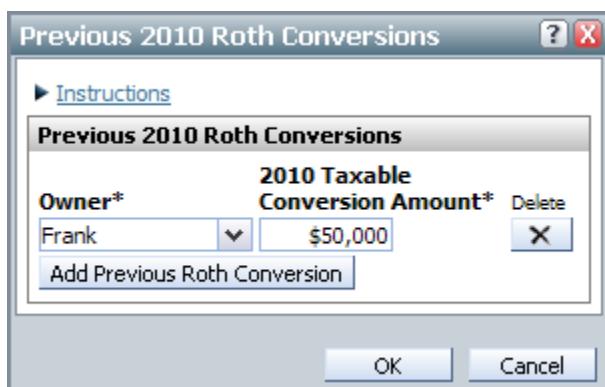 Previous 2010 Roth Conversions ? X
Instructions
Previous 2010 Roth Conversions
2010 Taxable
Owner* Conversion Amount* Delete
Frank $50,000 X
Add Previous Roth Conversion
OK Cancel